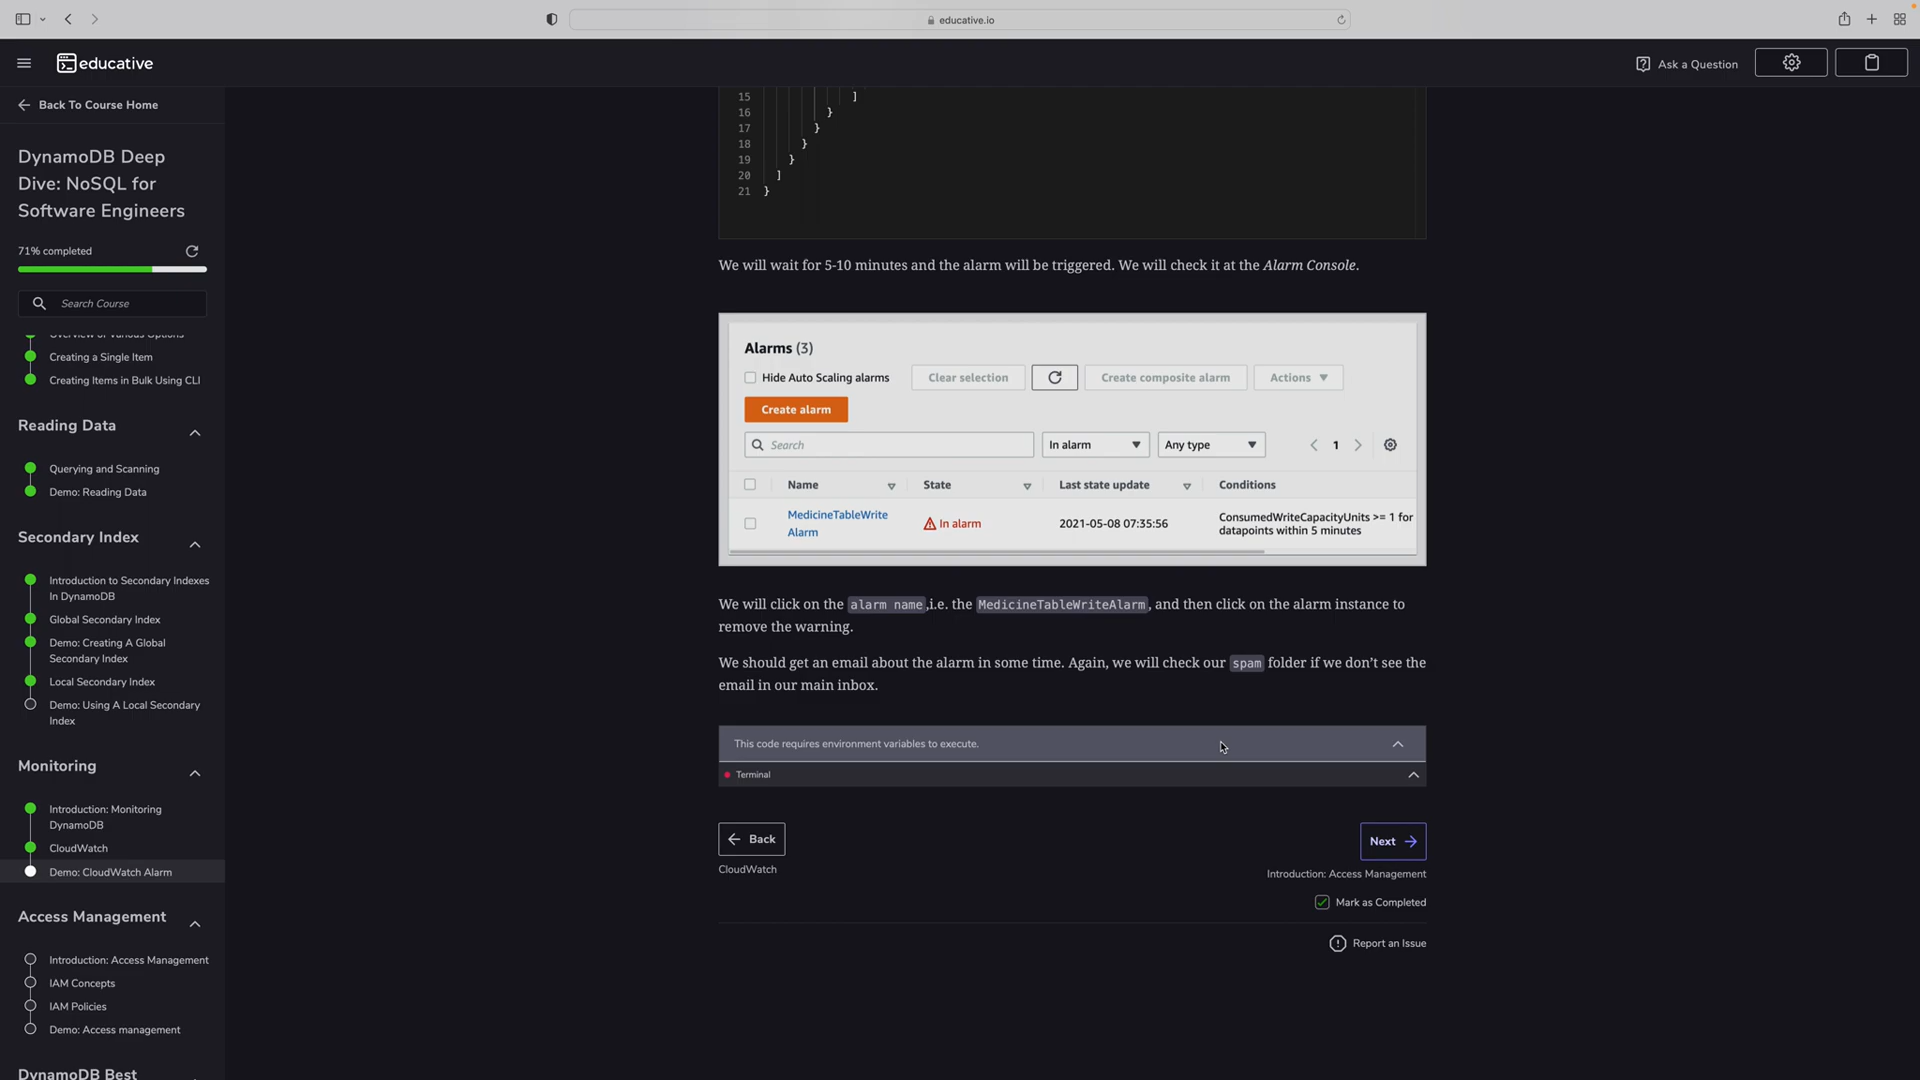 educative.io
educative
Ask a Question
Back To Course Home
DynamoDB Deep
Dive: NoSQL for
Software Engineers
71% completed
Search Course
Overview of Various Options
Creating a Single Item
Creating Items in Bulk Using CLI
Reading Data
Querying and Scanning
Demo: Reading Data
Secondary Index
Introduction to Secondary Indexes
In DynamoDB
Global Secondary Index
Demo: Creating A Global
Secondary Index
Local Secondary Index
Demo: Using A Local Secondary
Index
Monitoring
Introduction: Monitoring
DynamoDB
CloudWatch
Demo: CloudWatch Alarm
Access Management
Introduction: Access Management
IAM Concepts
IAM Policies
Demo: Access management
DynamoDB Best
15 ]
16 }
17 }
18 }
19 }
20 ]
21 }
We will wait for 5-10 minutes and the alarm will be triggered. We will check it at the Alarm Console.
Alarms (3)
Hide Auto Scaling alarms
Clear selection
Create composite alarm
Actions
Create alarm
Search
In alarm
Any type
1
Name
State
Last state update
Conditions
MedicineTableWrite
Alarm
In alarm
2021-05-08 07:35:56
ConsumedWriteCapacityUnits >= 1 for
datapoints within 5 minutes
We will click on the alarm name,i.e. the MedicineTableWriteAlarm, and then click on the alarm instance to
remove the warning.
We should get an email about the alarm in some time. Again, we will check our spam folder if we don’t see the
email in our main inbox.
This code requires environment variables to execute.
Terminal
Back
CloudWatch
Next
Introduction: Access Management
Mark as Completed
Report an Issue